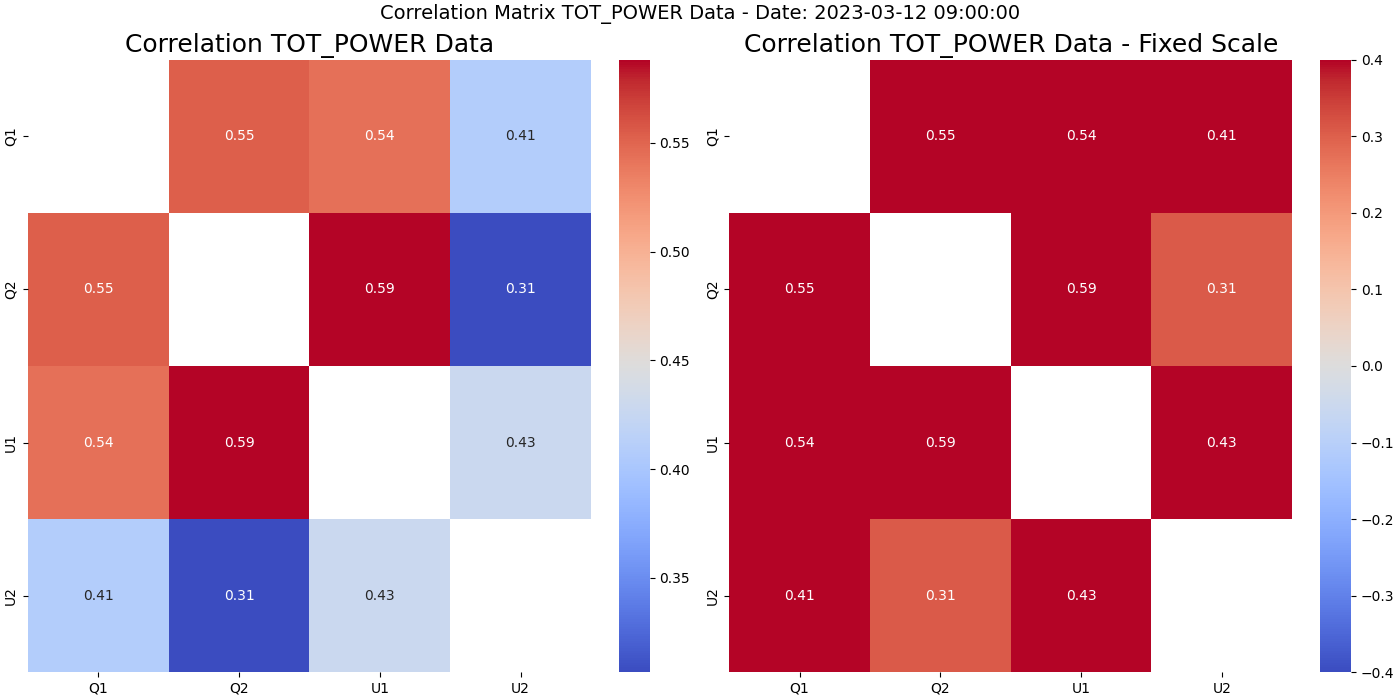 Correlation Matrix TOT_POWER Data - Date: 2023-03-12 09:00:00
Correlation TOT_POWER Data
Q1
0.55
0.54
0.41
Q2
0.55
0.59
0.31
U1
0.54
0.59
0.43
U2
0.41
0.31
0.43
Q1
Q2
U1
U2
0.55
0.50
0.45
0.40
0.35
Correlation TOT_POWER Data - Fixed Scale
Q1
0.55
0.54
0.41
Q2
0.55
0.59
0.31
U1
0.54
0.59
0.43
U2
0.41
0.31
0.43
Q1
Q2
U1
U2
0.4
0.3
0.2
0.1
0.0
−0.1
−0.2
−0.3
−0.4